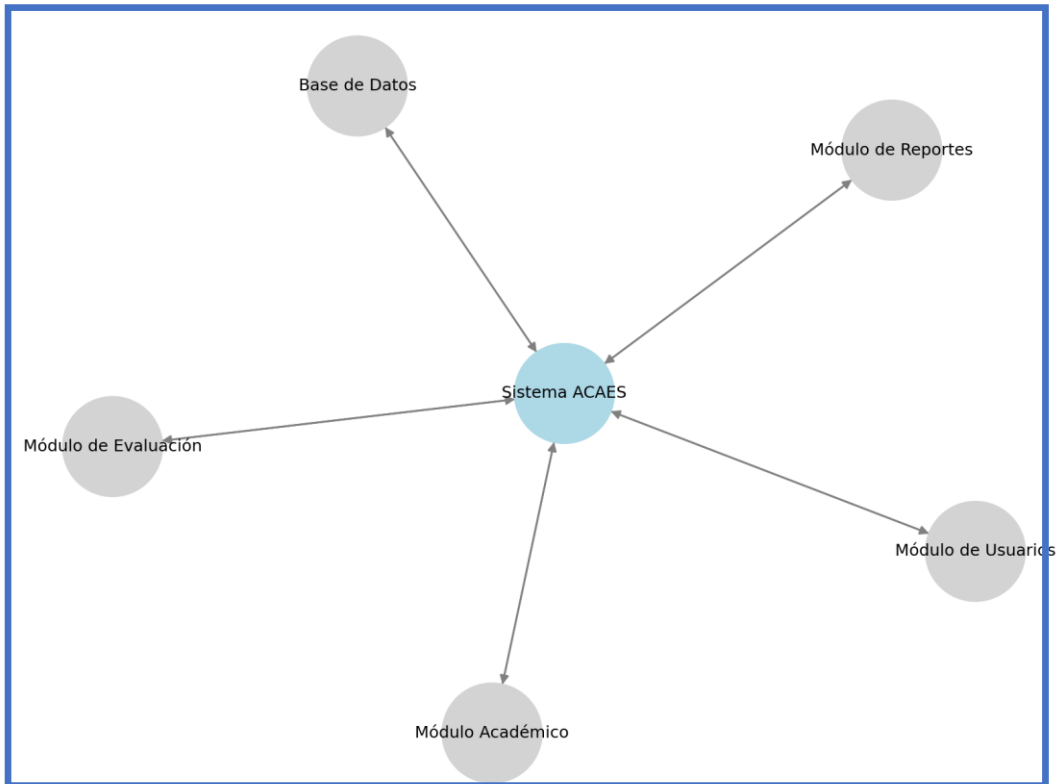 Base de Datos
Módulo de Reportes
Sistema ACAES
Módulo de Evaluación
Módulo de Usuarios
Módulo Académico